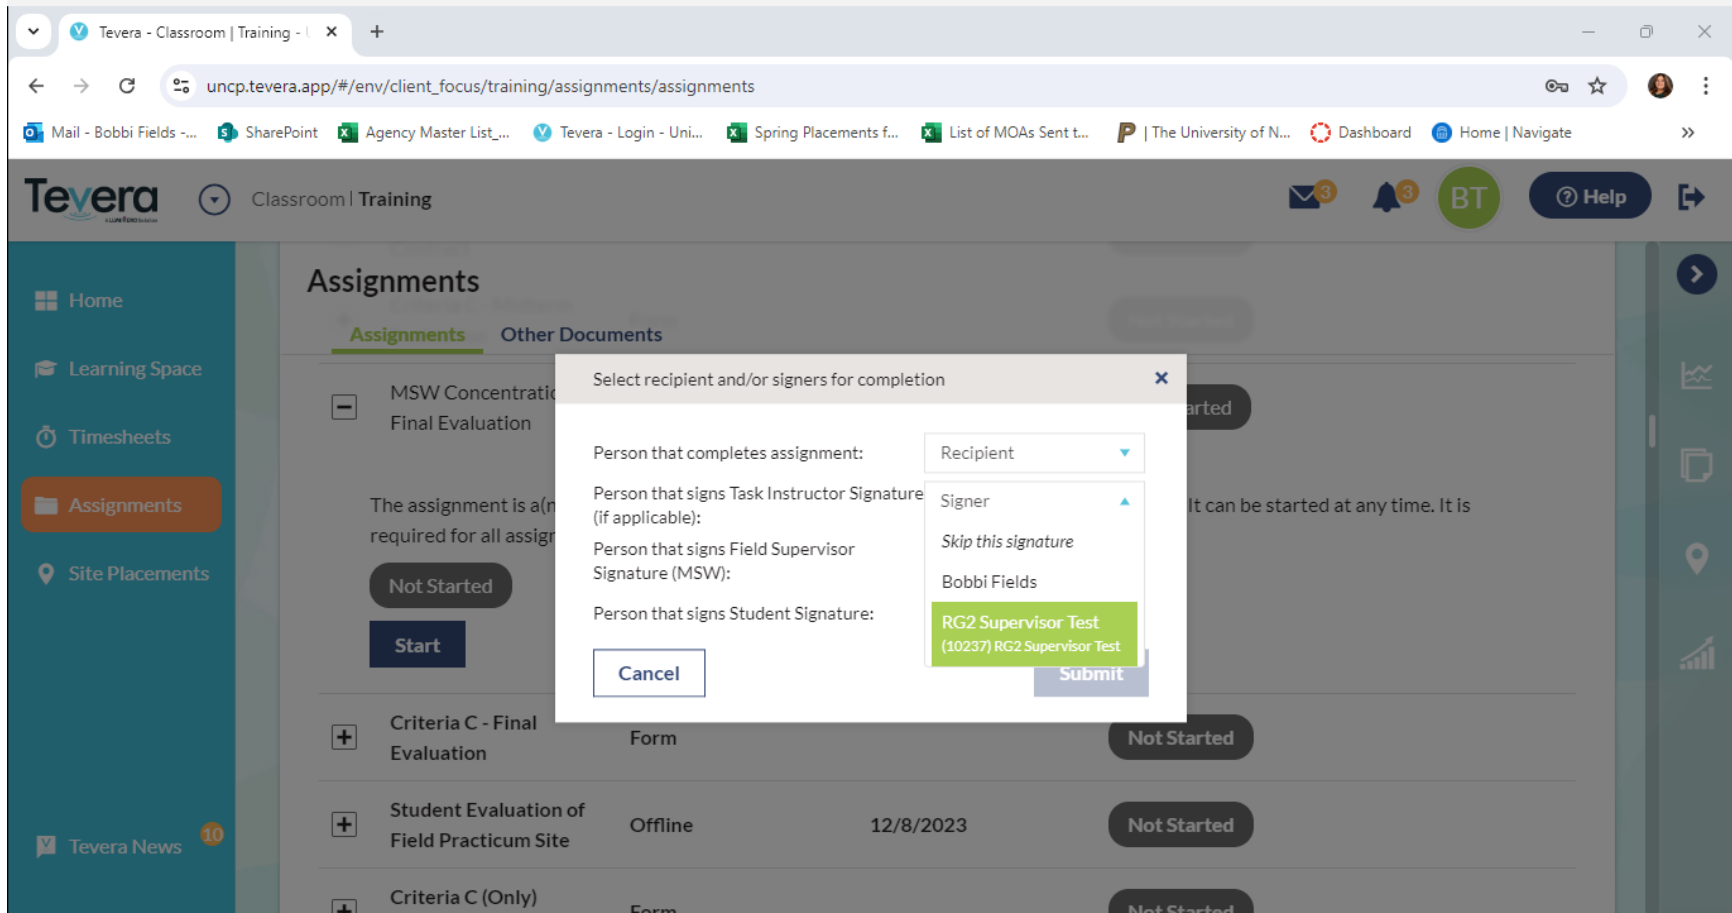 Tevera - Classroom | Training - U
uncp.tevera.app/#/env/client_focus/training/assignments/assignments
Mail - Bobbi Fields -... SharePoint Agency Master List_... Tevera - Login - Uni... Spring Placements f... List of MOAs Sent t... | The University of N... Dashboard Home | Navigate
Tevera
Classroom | Training
3
3
BT
Help
Home
Learning Space
Timesheets
Assignments
Site Placements
Tevera News 10
Assignments
Assignments Other Documents
MSW Concentratio
Final Evaluation
arted
The assignment is a(n
It can be started at any time. It is
required for all assign
Not Started
Start
Select recipient and/or signers for completion
Person that completes assignment: Recipient
Person that signs Task Instructor Signature
(if applicable):
Signer
Skip this signature
Bobbi Fields
RG2 Supervisor Test
(10237) RG2 Supervisor Test
Person that signs Field Supervisor
Signature (MSW):
Person that signs Student Signature:
Cancel
Submit
Criteria C - Final
Evaluation
Form
Not Started
Student Evaluation of
Field Practicum Site
Offline
12/8/2023
Not Started
Criteria C (Only)
Form
Not Started